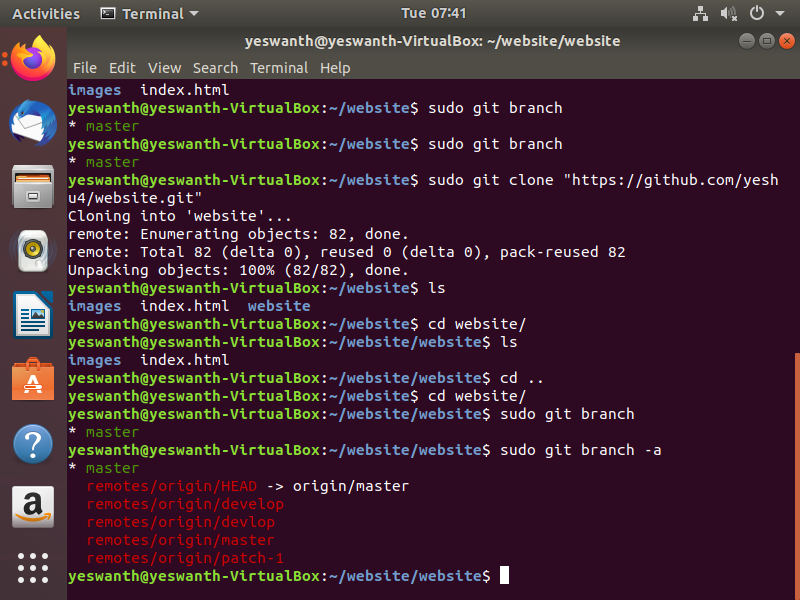 Activities Terminal Tue 07:41
yeswanth@yeswanth-VirtualBox: ~/website/website
File Edit View Search Terminal Help
images  index.html
yeswanth@yeswanth-VirtualBox:~/website$ sudo git branch
* master
yeswanth@yeswanth-VirtualBox:~/website$ sudo git branch
* master
yeswanth@yeswanth-VirtualBox:~/website$ sudo git clone "https://github.com/yesh
u4/website.git"
Cloning into 'website'...
remote: Enumerating objects: 82, done.
remote: Total 82 (delta 0), reused 0 (delta 0), pack-reused 82
Unpacking objects: 100% (82/82), done.
yeswanth@yeswanth-VirtualBox:~/website$ ls
images  index.html  website
yeswanth@yeswanth-VirtualBox:~/website$ cd website/
yeswanth@yeswanth-VirtualBox:~/website/website$ ls
images  index.html
yeswanth@yeswanth-VirtualBox:~/website/website$ cd ..
yeswanth@yeswanth-VirtualBox:~/website$ cd website/
yeswanth@yeswanth-VirtualBox:~/website/website$ sudo git branch
* master
yeswanth@yeswanth-VirtualBox:~/website/website$ sudo git branch -a
* master
  remotes/origin/HEAD -> origin/master
  remotes/origin/develop
  remotes/origin/devlop
  remotes/origin/master
  remotes/origin/patch-1
yeswanth@yeswanth-VirtualBox:~/website/website$